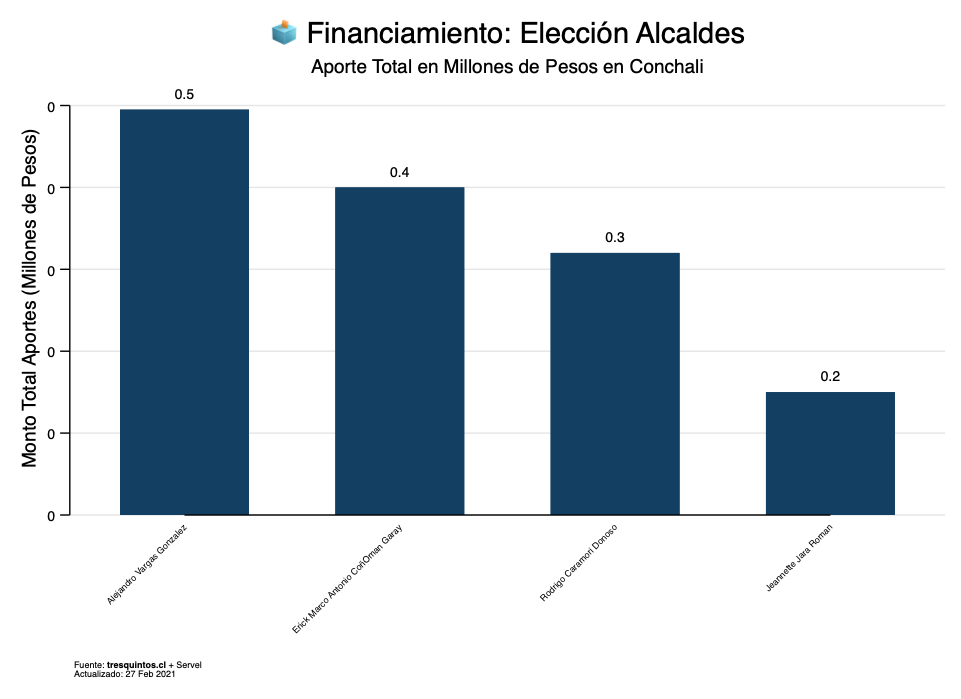 🗳️ Financiamiento: Elección Alcaldes
Aporte Total en Millones de Pesos en Conchali
Monto Total Aportes (Millones de Pesos)
0
0
0
0
0
0
0.5
0.4
0.3
0.2
Alejandro Vargas Gonzalez
Erick Marco Antonio CoñOman Garay
Rodrigo Caramori Donoso
Jeannette Jara Roman
Fuente: tresquintos.cl + Servel
Actualizado: 27 Feb 2021